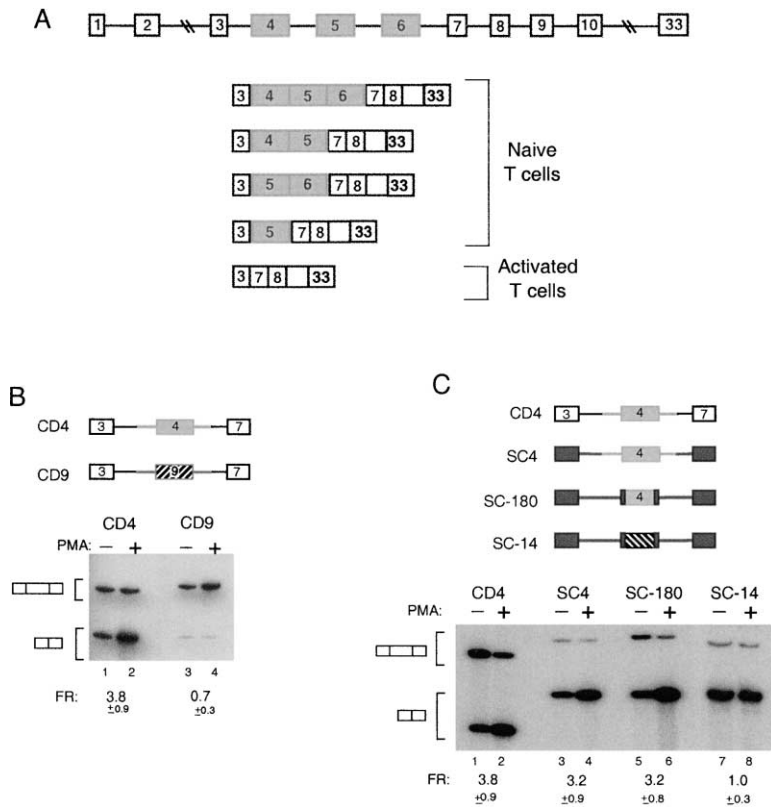 A
1 2 3 4 5 6 7 8 9 10 33
3 4 5 6 7 8 33
3 4 5 7 8 33
Naive
T cells
3 5 6 7 8 33
3 5 7 8 33
3 7 8 33
Activated
T cells
B
CD4 3 4 7
CD9 3 9 7
CD4 CD9
PMA: – + – +
1 2 3 4
FR: 3.8 0.7
±0.9 ±0.3
C
CD4 3 4 7
SC4 4
SC-180 4
SC-14
CD4 SC4 SC-180 SC-14
PMA: – + – + – + – +
1 2 3 4 5 6 7 8
FR: 3.8 3.2 3.2 1.0
±0.9 ±0.9 ±0.8 ±0.3